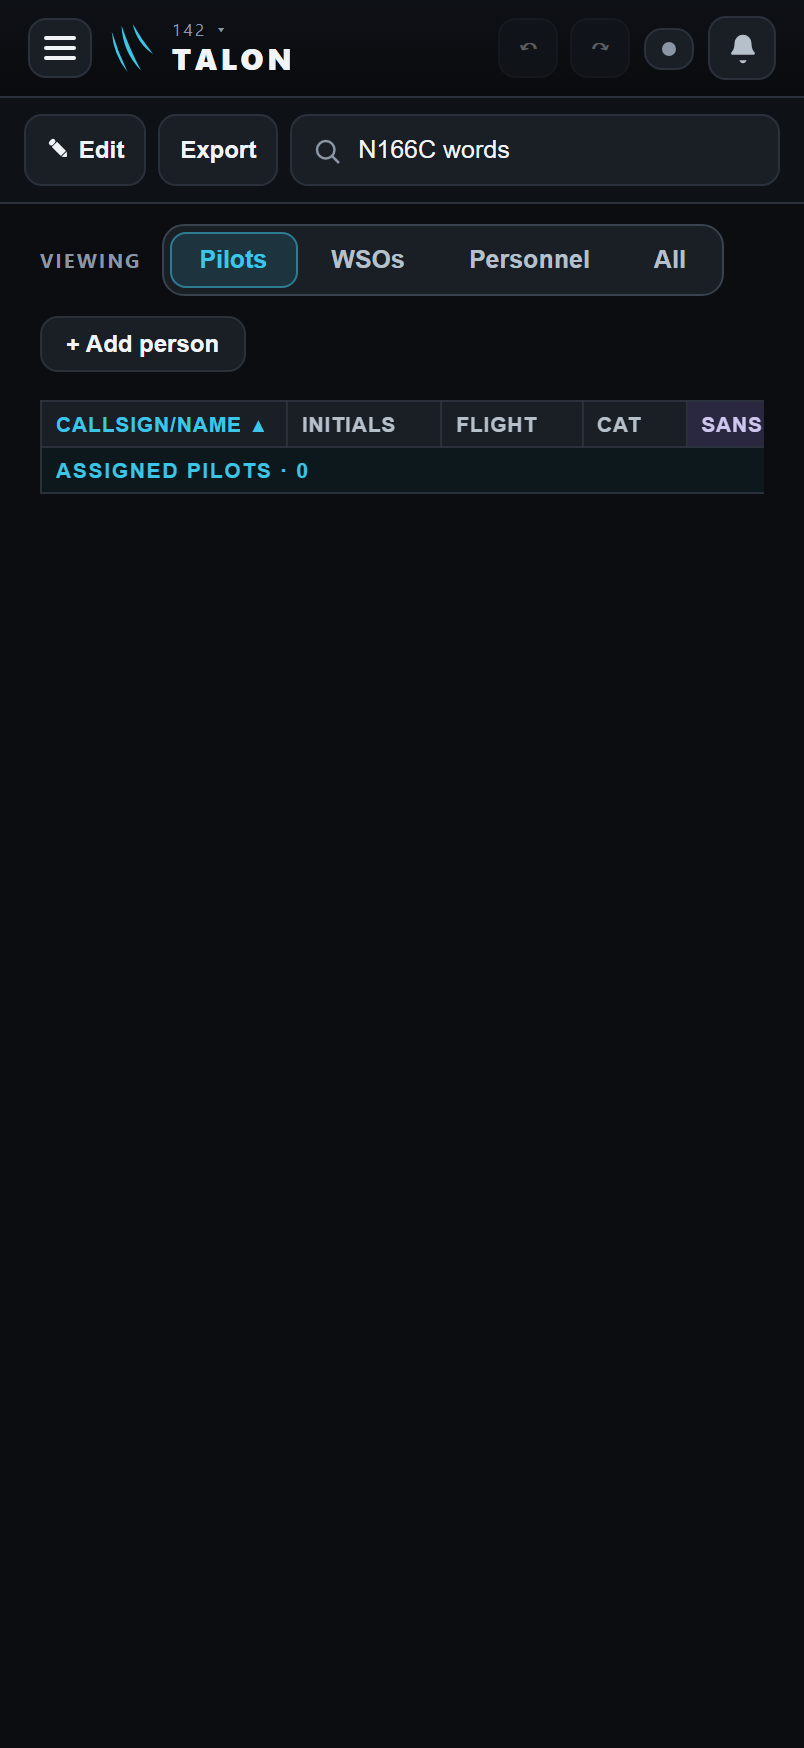 142 ▾
TALON
Edit
Export
N166C words
VIEWING
Pilots
WSOs
Personnel
All
+ Add person
CALLSIGN/NAME ▲
INITIALS
FLIGHT
CAT
SANS
ASSIGNED PILOTS · 0